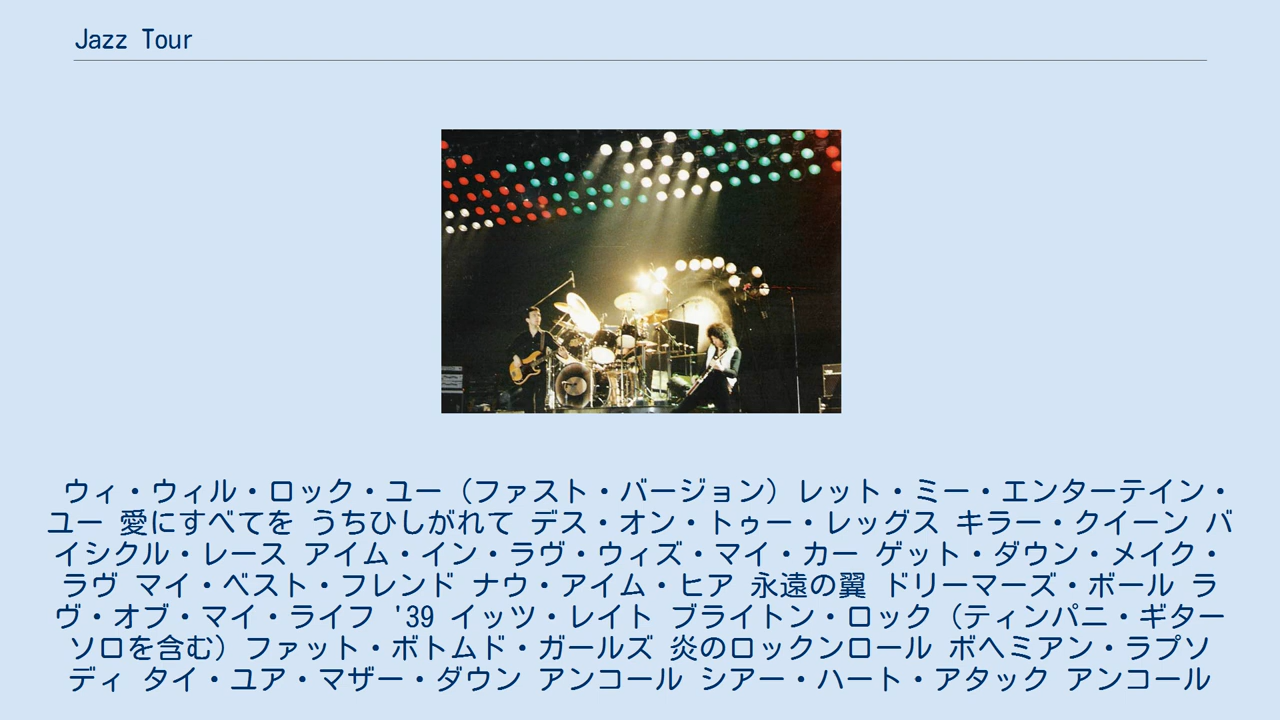 Jazz Tour
ウィ・ウィル・ロック・ユー（ファスト・バージョン）レット・ミー・エンターテイン・
ユー 愛にすべてを うちひしがれて デス・オン・トゥー・レッグス キラー・クイーン バ
イシクル・レース アイム・イン・ラヴ・ウィズ・マイ・カー ゲット・ダウン・メイク・
ラヴ マイ・ベスト・フレンド ナウ・アイム・ヒア 永遠の翼 ドリーマーズ・ボール ラ
ヴ・オブ・マイ・ライフ '39 イッツ・レイト ブライトン・ロック（ティンパニ・ギター
ソロを含む）ファット・ボトムド・ガールズ 炎のロックンロール ボヘミアン・ラプソ
ディ タイ・ユア・マザー・ダウン アンコール シアー・ハート・アタック アンコール